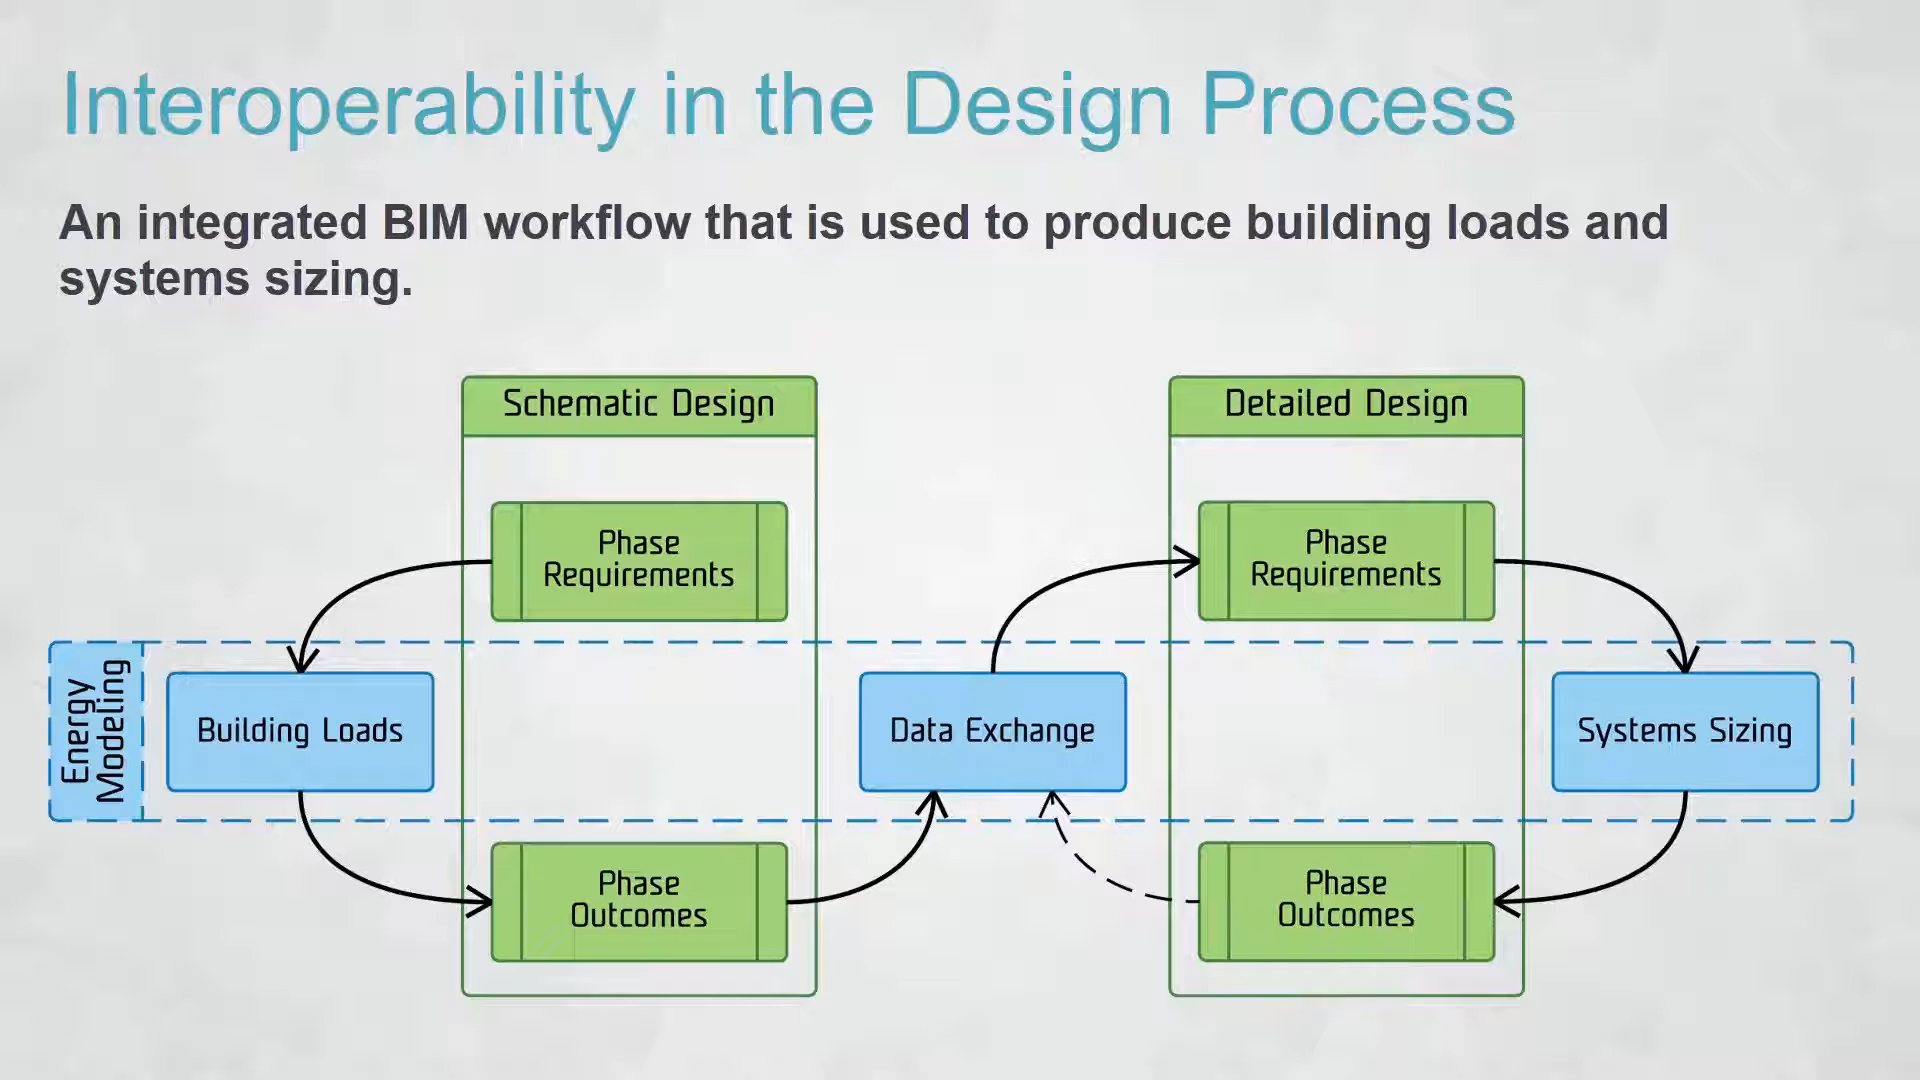 Interoperability in the Design Process
An integrated BIM workflow that is used to produce building loads and
systems sizing.
Schematic Design
Detailed Design
Phase
Requirements
Phase
Requirements
Energy
Modeling
Building Loads
Data Exchange
Systems Sizing
Phase
Outcomes
Phase
Outcomes